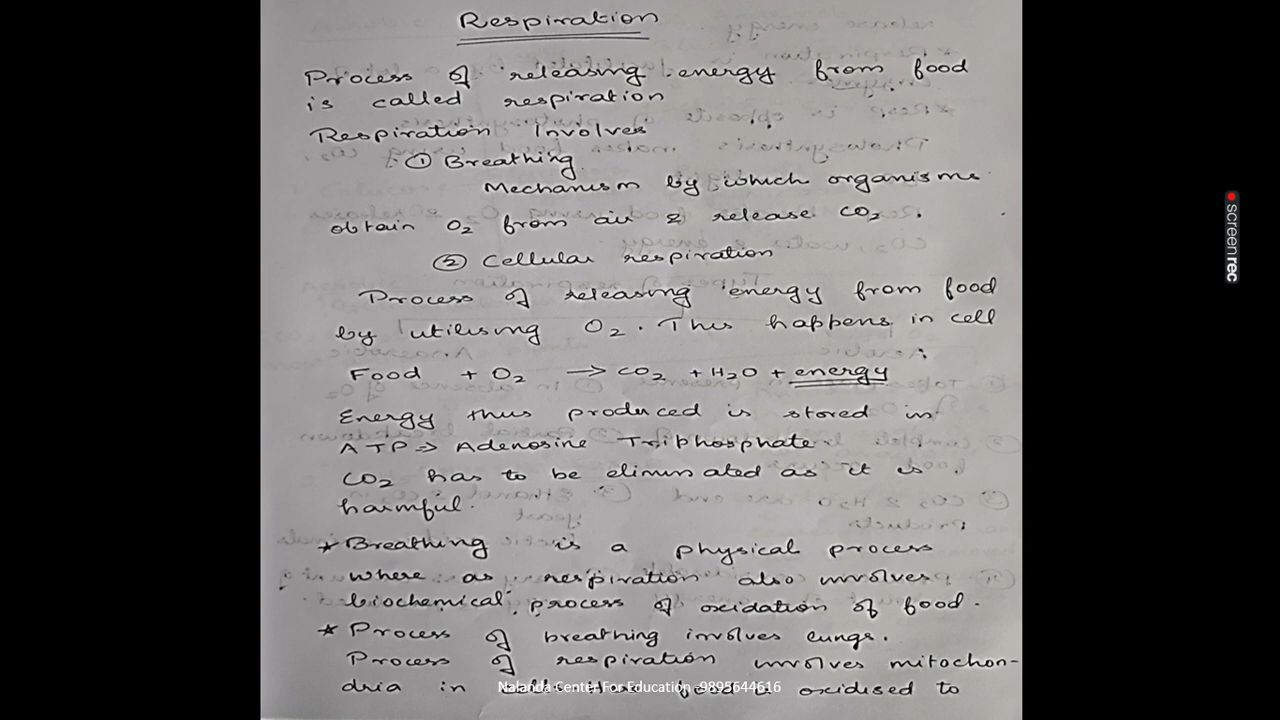 Respiration
Process of releasing energy from food
is called respiration
Respiration Involves
① Breathing
Mechanism by which organisms
obtain O₂ from air & release CO₂.
② Cellular respiration
Process of releasing energy from food
by utilising O₂. This happens in cell
Food + O₂ → CO₂ + H₂O + energy
Energy thus produced is stored in
ATP ⇒ Adenosine Triphosphate
CO₂ has to be eliminated as it is
harmful.
* Breathing is a physical process
where as respiration also involves
biochemical process of oxidation of food.
* Process of breathing involves lungs.
Process of respiration involves mitochon-
dria in food is oxidised to
Nalanda Center For Education -9895644616
screenrec